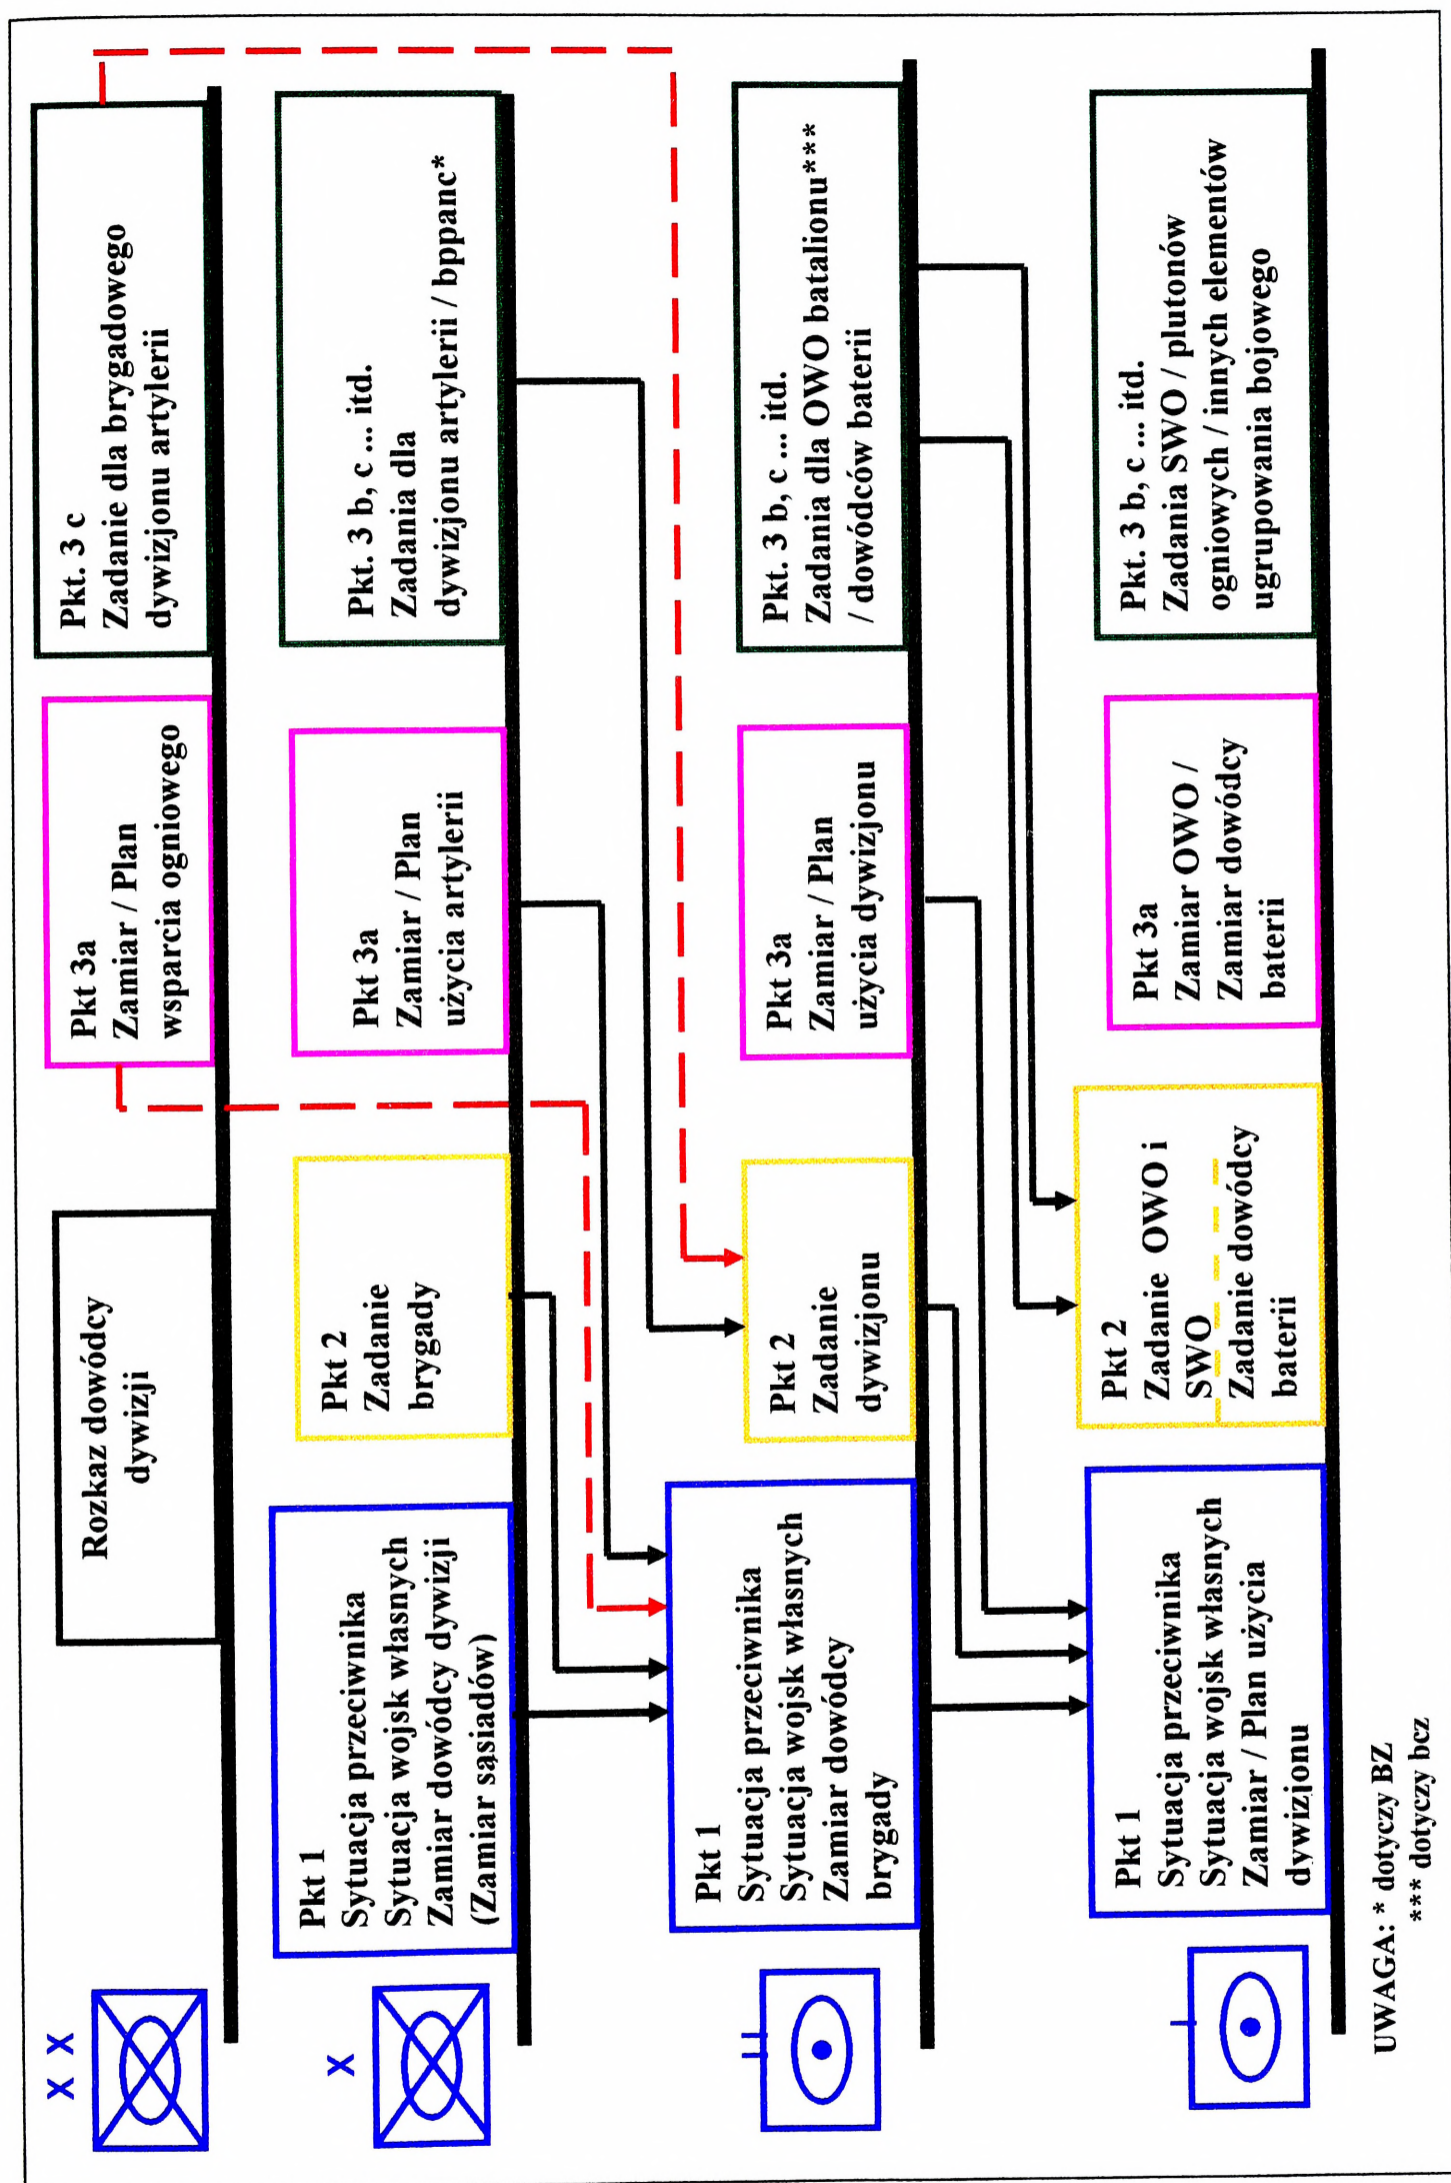 X X
Rozkaz dowódcy
dywizji
Pkt 3a
Zamiar / Plan
wsparcia ogniowego
Pkt. 3 c
Zadanie dla brygadowego
dywizjonu artylerii
X
Pkt 1
Sytuacja przeciwnika
Sytuacja wojsk własnych
Zamiar dowódcy dywizji
(Zamiar sąsiadów)
Pkt 2
Zadanie
brygady
Pkt 3a
Zamiar / Plan
użycia artylerii
Pkt. 3 b, c ... itd.
Zadania dla
dywizjonu artylerii / bppanc*
Pkt 1
Sytuacja przeciwnika
Sytuacja wojsk własnych
Zamiar dowódcy
brygady
Pkt 2
Zadanie
dywizjonu
Pkt 3a
Zamiar / Plan
użycia dywizjonu
Pkt. 3 b, c ... itd.
Zadania dla OWO batalionu***
/ dowódców baterii
Pkt 1
Sytuacja przeciwnika
Sytuacja wojsk własnych
Zamiar / Plan użycia
dywizjonu
Pkt 2
Zadanie OWO i
SWO
Zadanie dowódcy
baterii
Pkt 3a
Zamiar OWO /
Zamiar dowódcy
baterii
Pkt. 3 b, c ... itd.
Zadania SWO / plutonów
ogniowych / innych elementów
ugrupowania bojowego
UWAGA: * dotyczy BZ
*** dotyczy bcz